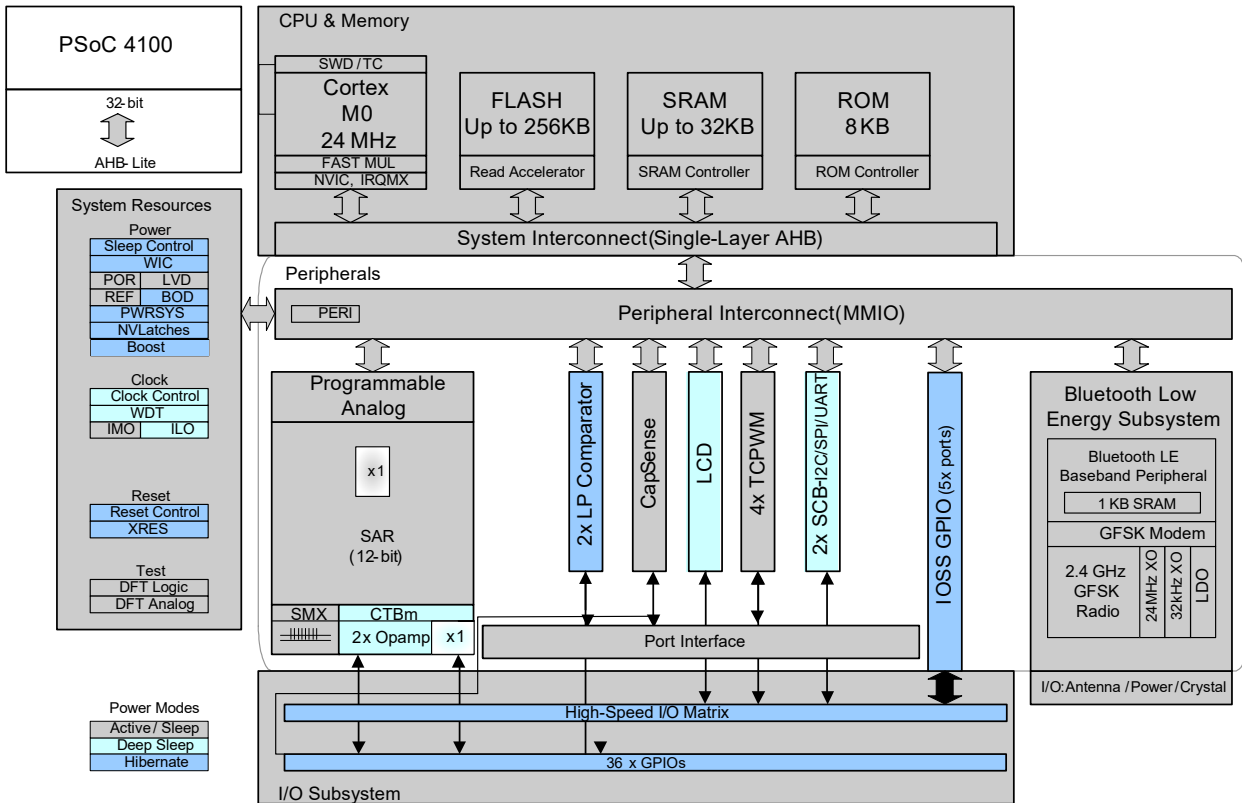 PSoC 4100
32-bit
AHB-Lite
CPU & Memory
SWD / TC
Cortex
M0
24 MHz
FAST MUL
NVIC, IRQMX
FLASH
Up to 256KB
Read Accelerator
SRAM
Up to 32KB
SRAM Controller
ROM
8 KB
ROM Controller
System Interconnect (Single-Layer AHB)
System Resources
Power
Sleep Control
WIC
POR LVD
REF BOD
PWRSYS
NVLatches
Boost
Clock
Clock Control
WDT
IMO ILO
Reset
Reset Control
XRES
Test
DFT Logic
DFT Analog
Peripherals
PERI
Peripheral Interconnect (MMIO)
Programmable
Analog
x1
SAR
(12-bit)
SMX
CTBm
2x Opamp
x1
2x LP Comparator
CapSense
LCD
4x TCPWM
2x SCB-I2C/SPI/UART
IOSS GPIO (5x ports)
Port Interface
Bluetooth Low
Energy Subsystem
Bluetooth LE
Baseband Peripheral
1 KB SRAM
GFSK Modem
2.4 GHz
GFSK
Radio
24MHz XO
32kHz XO
LDO
I/O: Antenna / Power / Crystal
High-Speed I/O Matrix
36 x GPIOs
I/O Subsystem
Power Modes
Active / Sleep
Deep Sleep
Hibernate